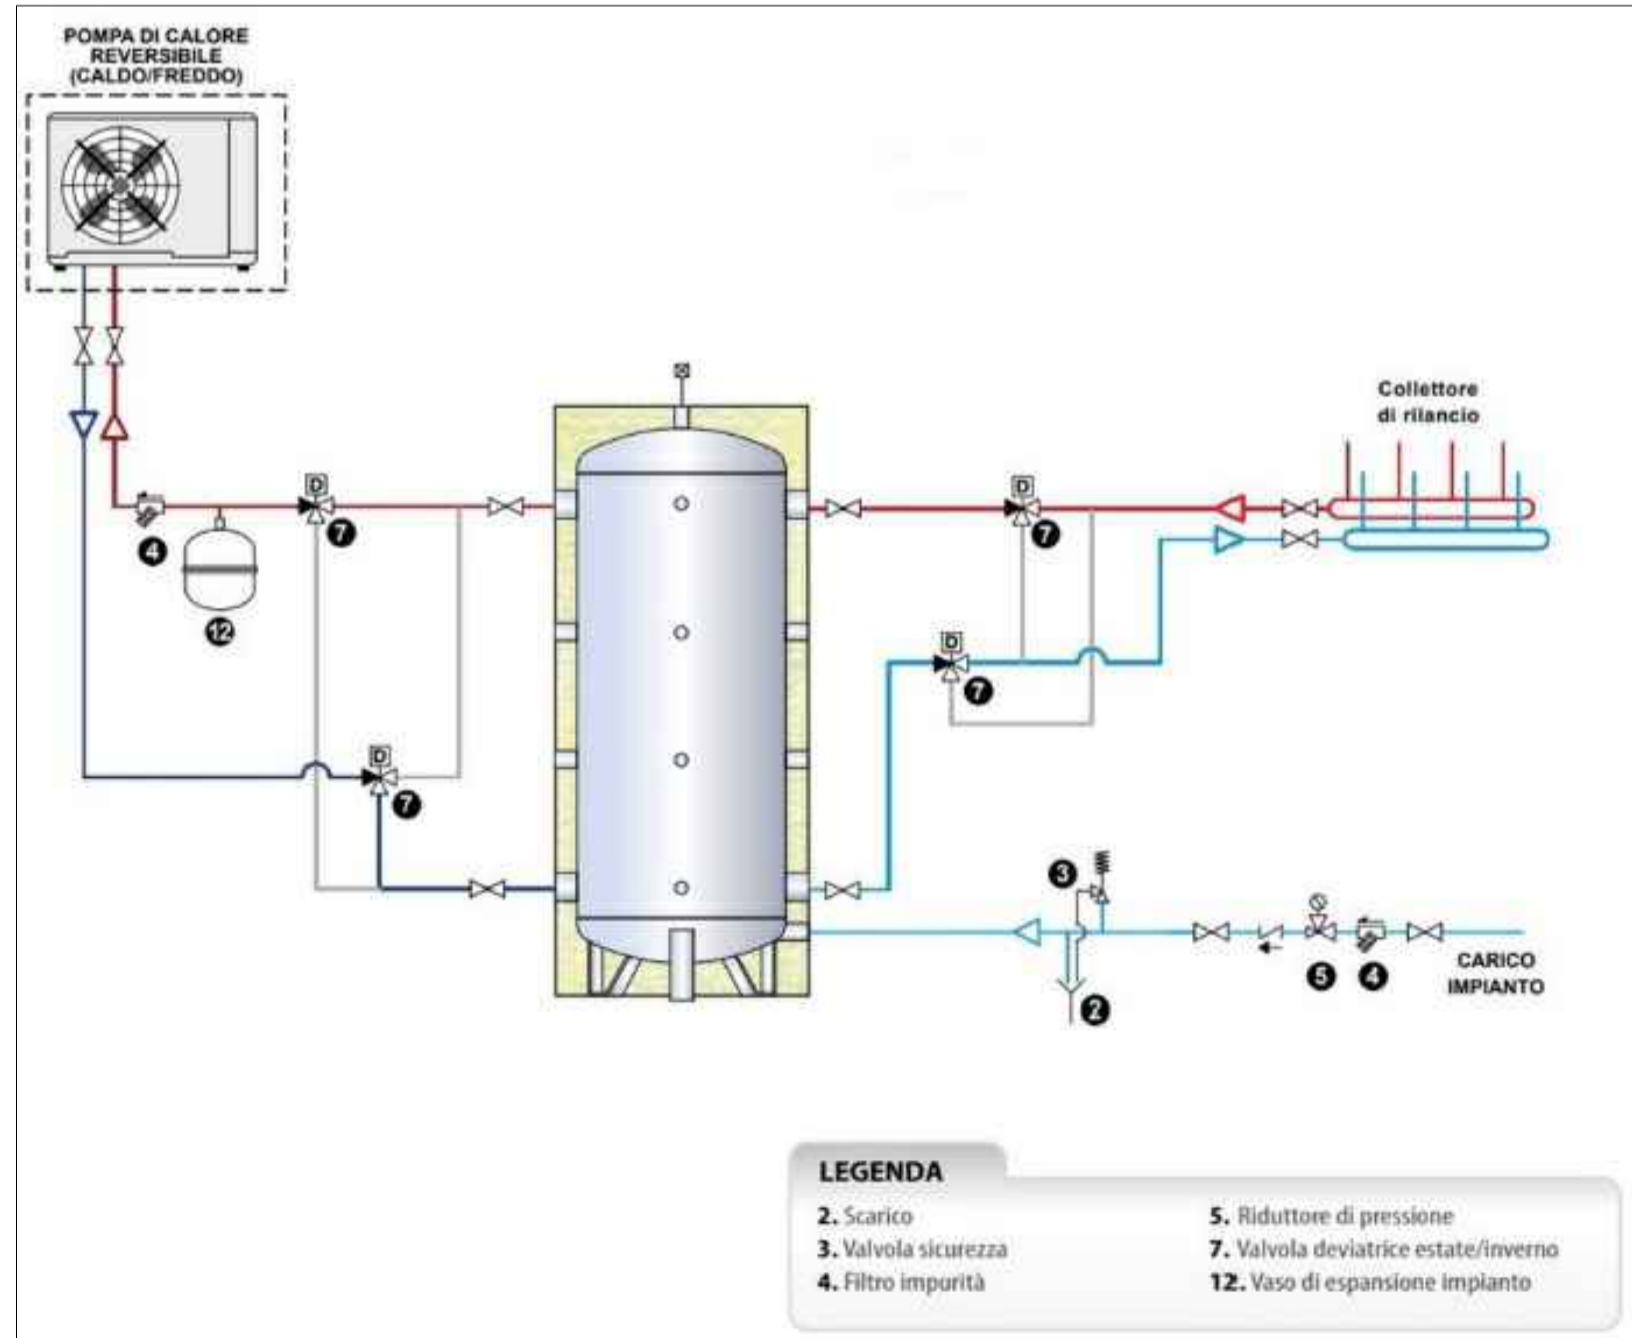 POMPA DI CALORE
REVERSIBILE
(CALDO/FREDDO)
Collettore
di rilancio
D
7
D
7
4
12
D
7
D
7
3
5
4
CARICO
IMPIANTO
2
LEGENDA
2. Scarico
3. Valvola sicurezza
4. Filtro impurità
5. Riduttore di pressione
7. Valvola deviatrice estate/inverno
12. Vaso di espansione impianto